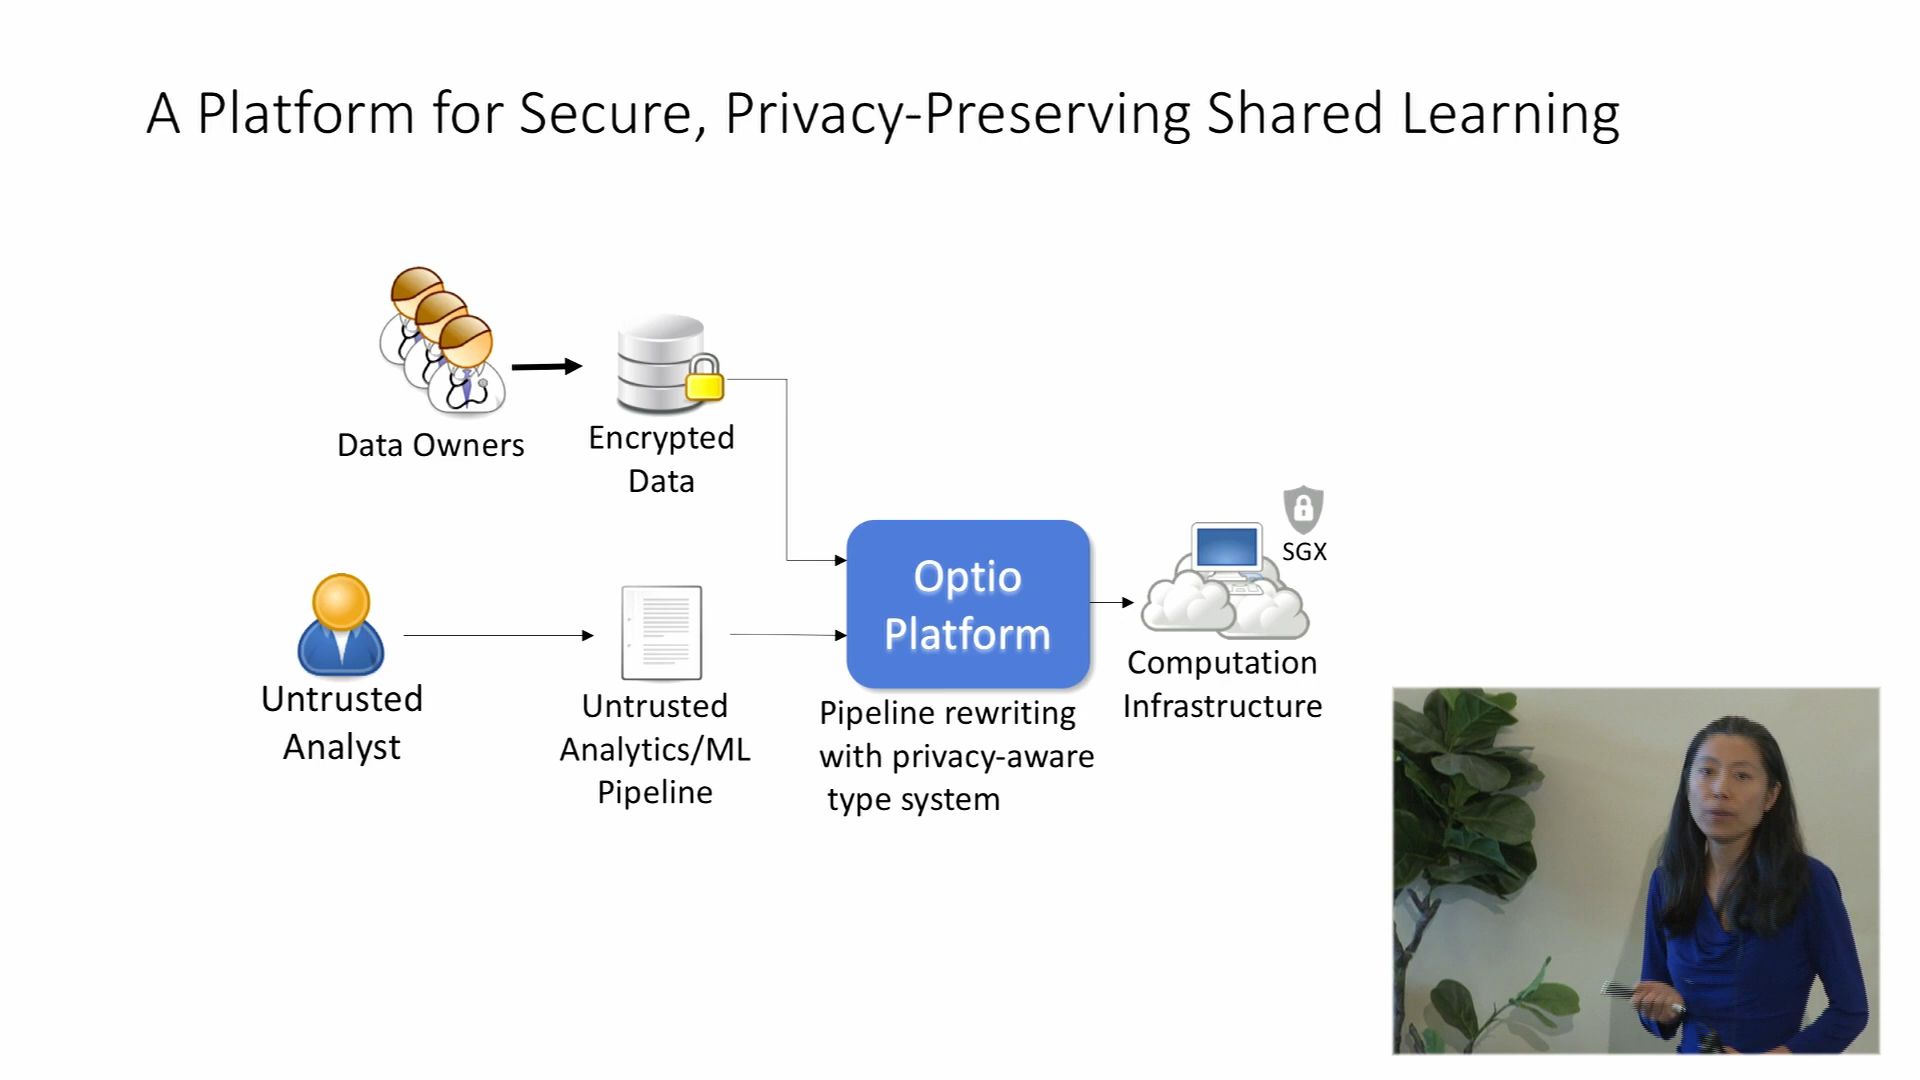 A Platform for Secure, Privacy-Preserving Shared Learning
Data Owners
Encrypted
Data
SGX
Optio
Platform
Untrusted
Analyst
Untrusted
Analytics/ML
Pipeline
Pipeline rewriting
with privacy-aware
type system
Computation
Infrastructure